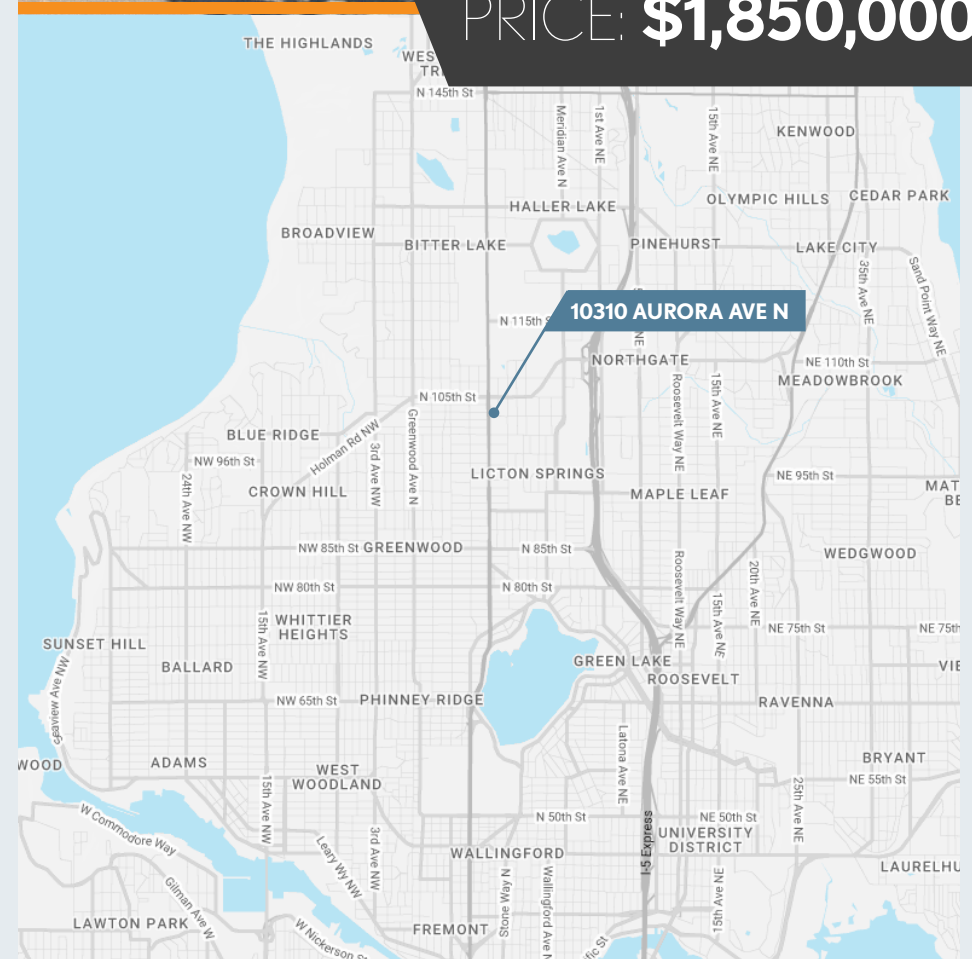 PRICE: $1,850,000
THE HIGHLANDS
N 145th St
KENWOOD
Meridian Ave N
1st Ave NE
15th Ave NE
OLYMPIC HILLS
CEDAR PARK
HALLER LAKE
BROADVIEW
BITTER LAKE
PINEHURST
LAKE CITY
35th Ave NE
Sand Point Way NE
10310 AURORA AVE N
N 115th
NE
NORTHGATE
NE 110th St
MEADOWBROOK
Roosevelt Way NE
15th Ave NE
N 105th St
Greenwood Ave N
BLUE RIDGE
Holman Rd NW
3rd Ave NW
NW 96th St
24th Ave NW
CROWN HILL
LICTON SPRINGS
NE 95th St
MAPLE LEAF
NW 85th St
GREENWOOD
N 85th St
WEDGWOOD
NW 80th St
N 80th St
Roosevelt Way NE
20th Ave NE
15th Ave NE
15th Ave NW
WHITTIER
HEIGHTS
NE 75th St
NE 75th
SUNSET HILL
Seaview Ave NW
BALLARD
GREEN LAKE
ROOSEVELT
NW 65th St
PHINNEY RIDGE
RAVENNA
Latona Ave NE
BRYANT
ADAMS
WEST
WOODLAND
NE 55th St
15th Ave NW
25th Ave NE
W Commodore Way
N 50th St
NE 50th St
I-5 Express
UNIVERSITY
DISTRICT
Leary Wy NW
3rd Ave NW
WALLINGFORD
LAURELHU
Gilman Ave W
Stone Way N
Wallingford Ave N
15th Ave NE
LAWTON PARK
W Nickerson St
FREMONT